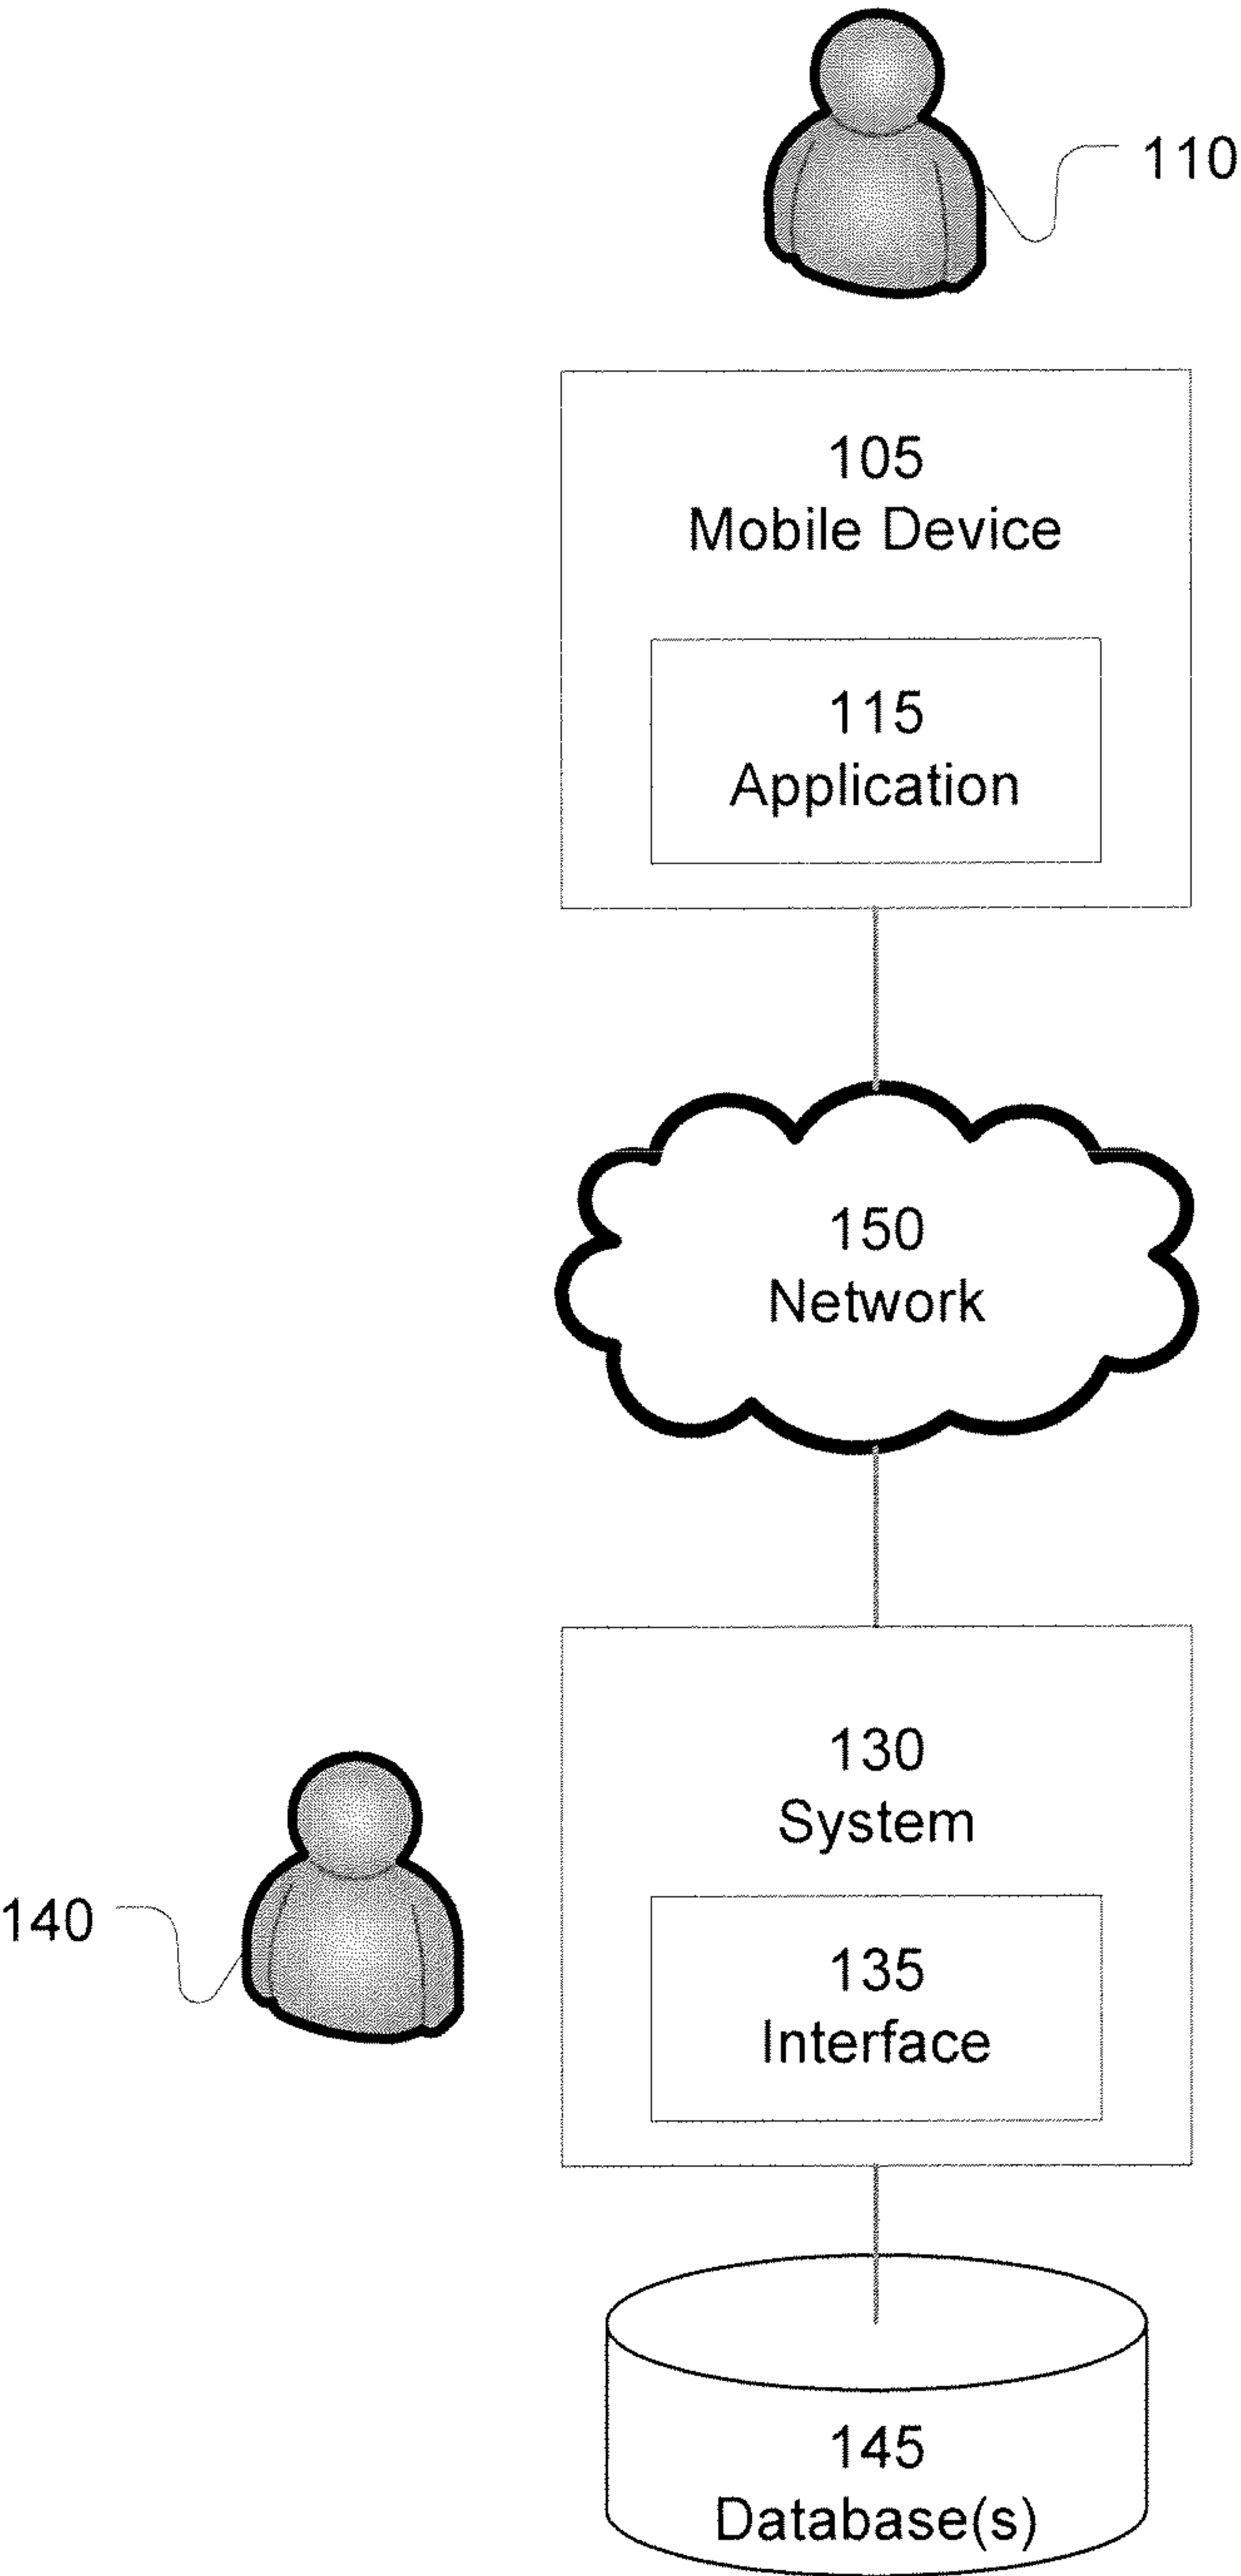 110
105
Mobile Device
115
Application
150
Network
130
System
140
135
Interface
145
Database(s)